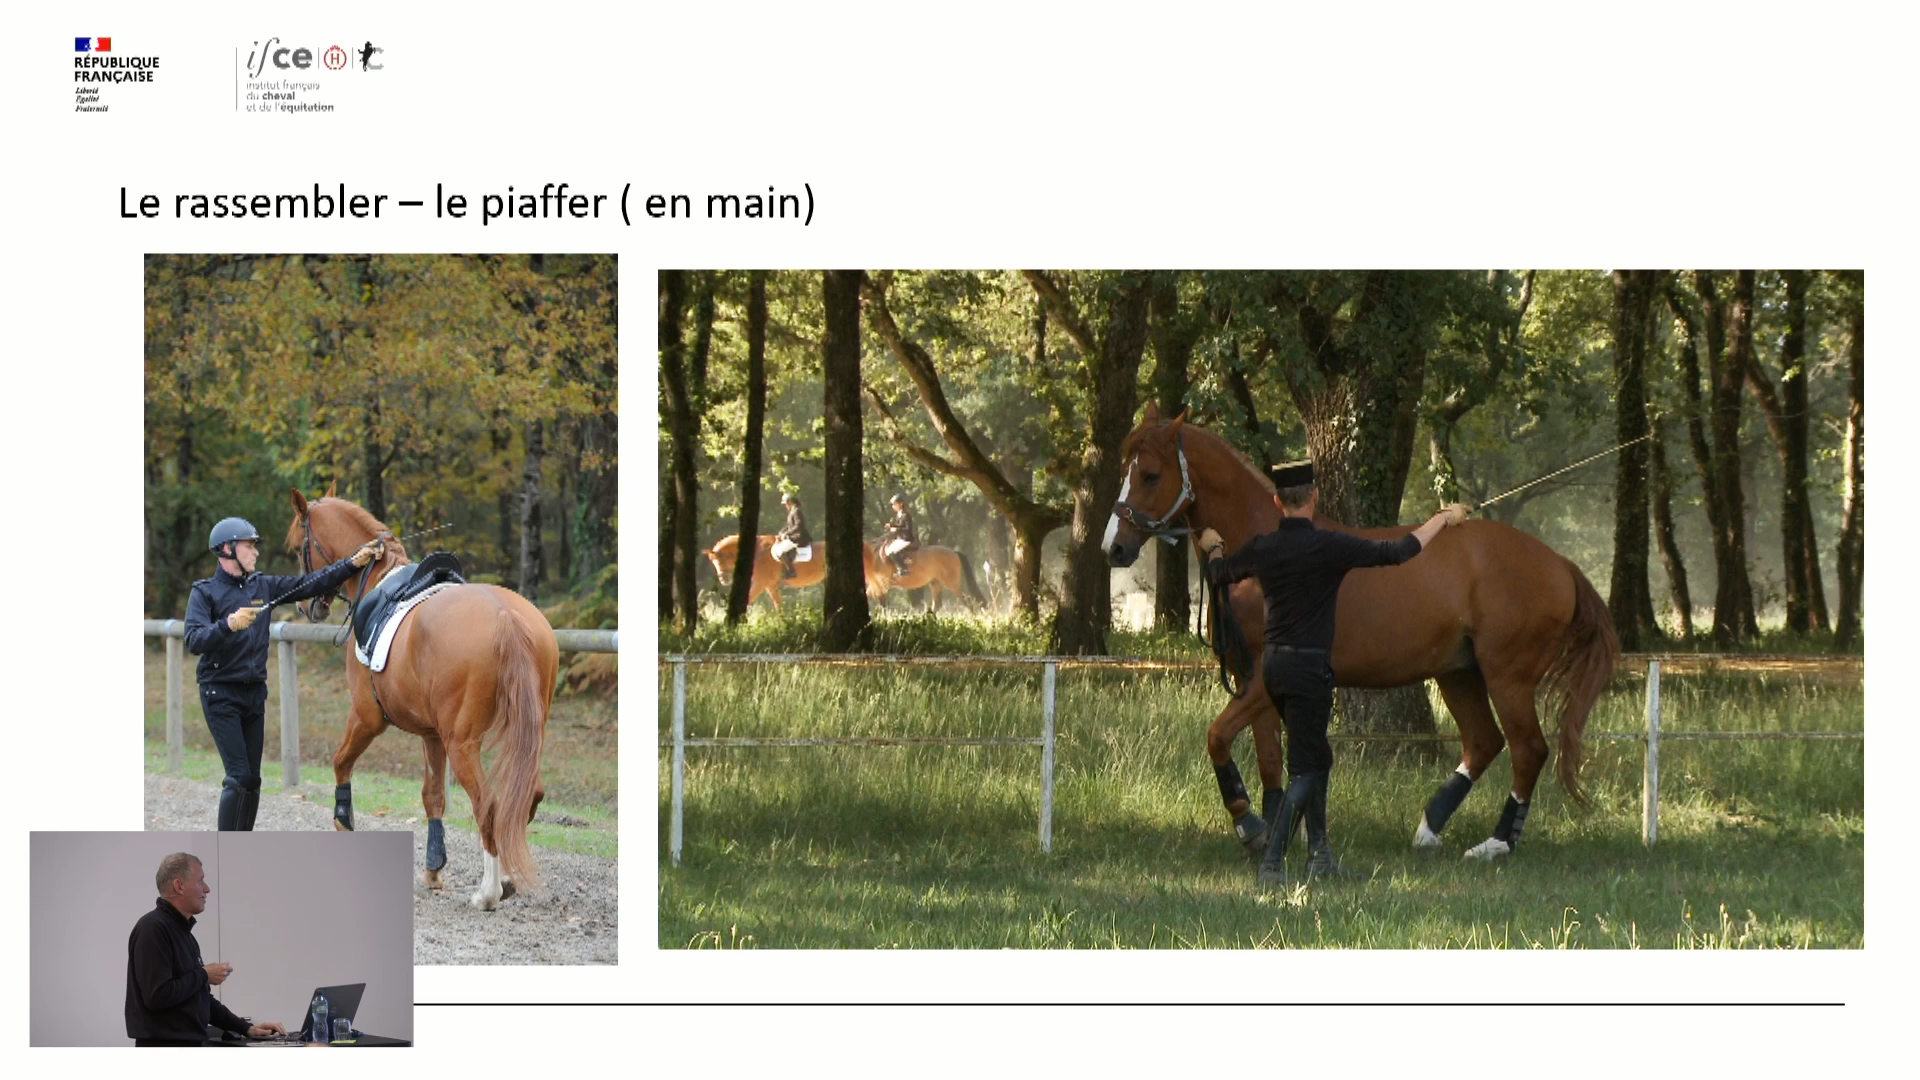 RÉPUBLIQUE
FRANÇAISE
Liberté
Égalité
Fraternité
ifce
H
institut français
du cheval
et de l'équitation
Le rassembler – le piaffer ( en main)